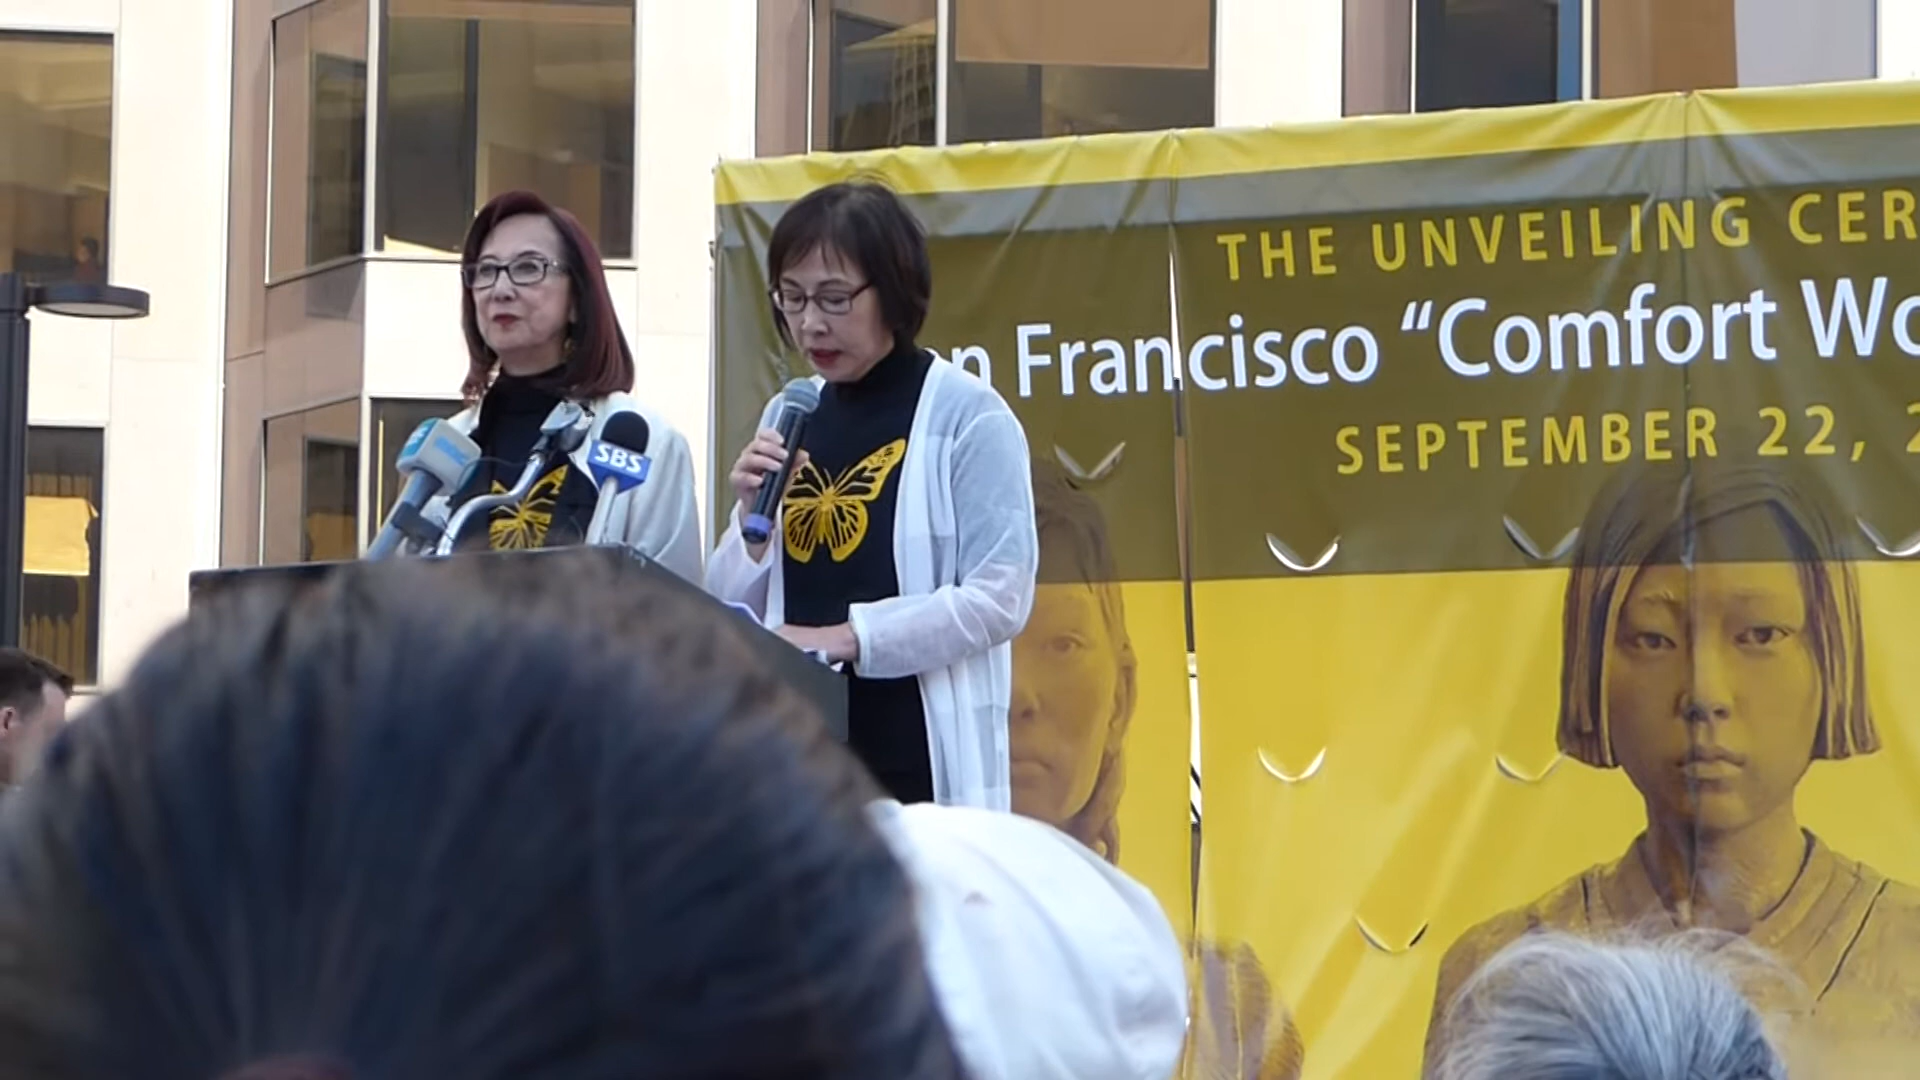 THE UNVEILING CER
n Francisco “Comfort Wo
SEPTEMBER 22, 2
SBS